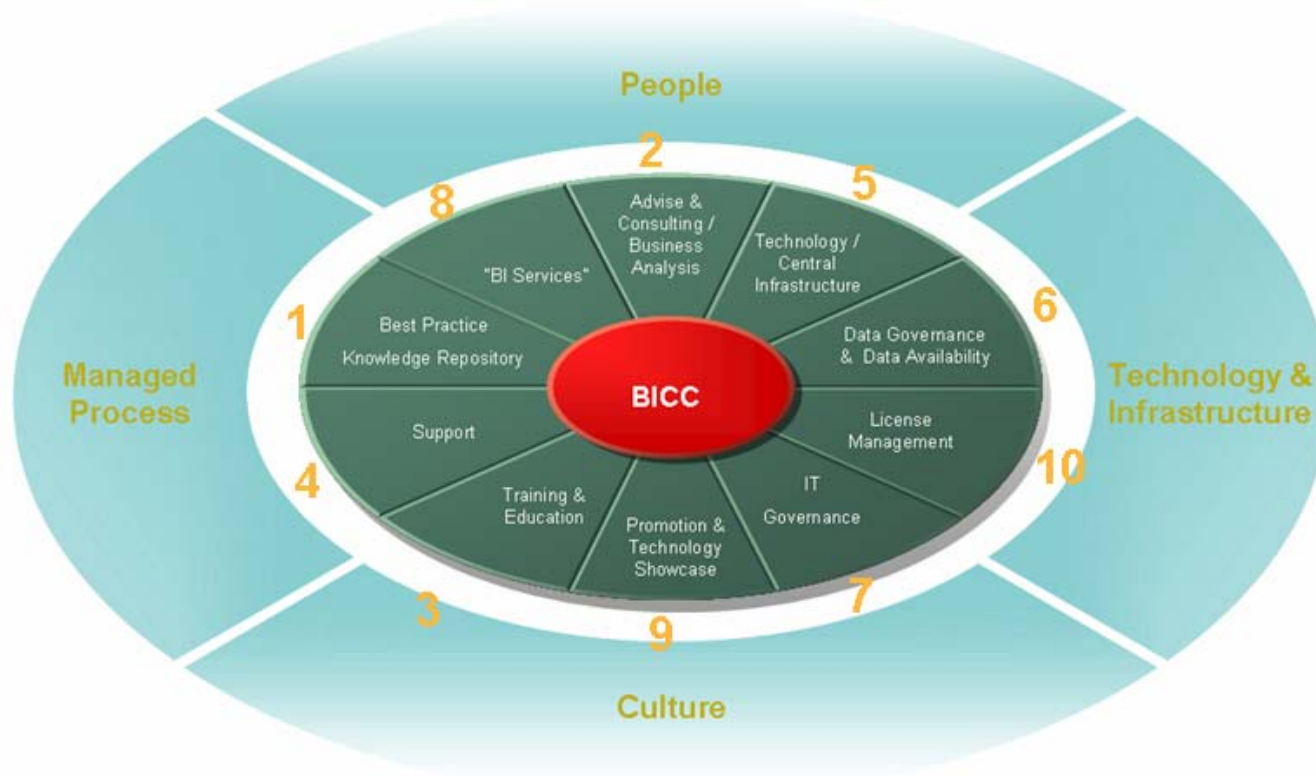 People
2
5
8
Advise &
Consulting /
Business
Analysis
Technology /
Central
Infrastructure
"BI Services"
1
6
Best Practice
Knowledge Repository
Data Governance
& Data Availability
Managed
Process
BICC
Technology &
Infrastructure
Support
License
Management
4
10
Training &
Education
IT
Governance
Promotion &
Technology
Showcase
3
7
9
Culture